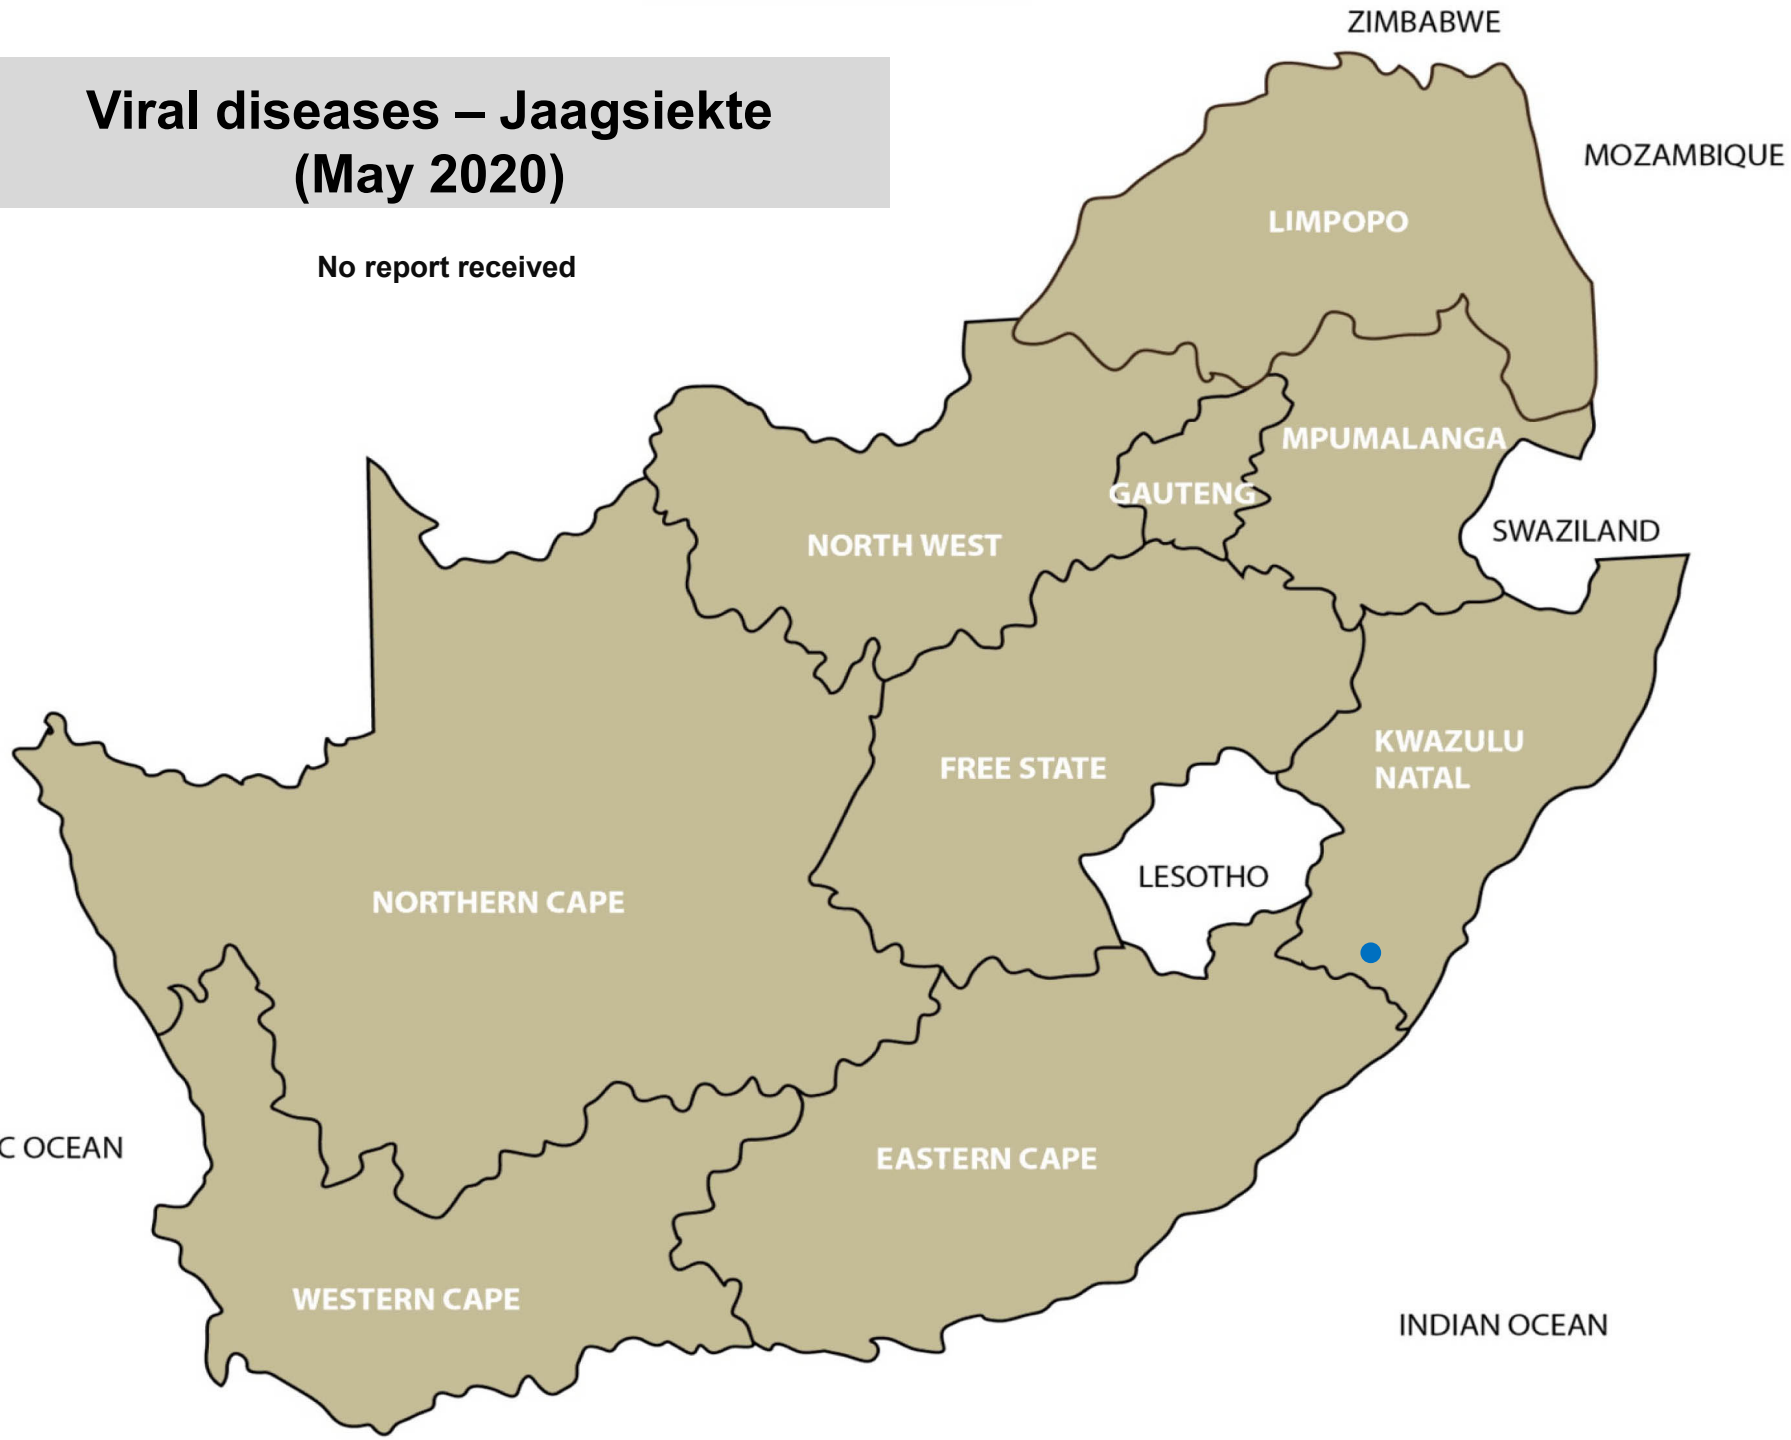 ZIMBABWE
Viral diseases – Jaagsiekte
(May 2020)
MOZAMBIQUE
LIMPOPO
No report received
MPUMALANGA
GAUTENG
SWAZILAND
NORTH WEST
KWAZULU
NATAL
FREE STATE
LESOTHO
NORTHERN CAPE
C OCEAN
EASTERN CAPE
WESTERN CAPE
INDIAN OCEAN